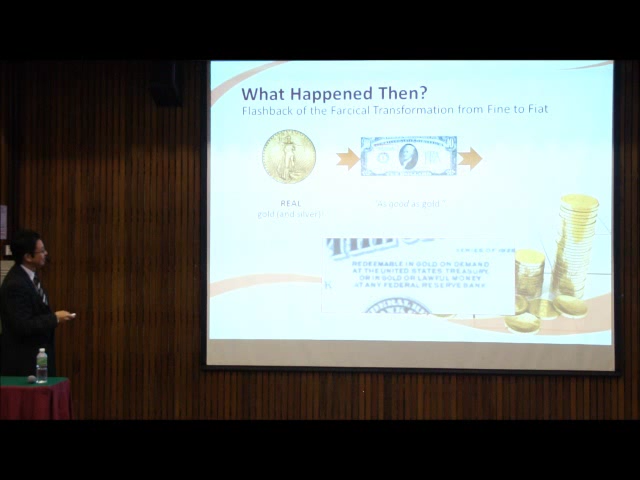 What Happened Then?
Flashback of the Farcical Transformation from Fine to Fiat
REAL
gold (and silver)!
"As good as gold."
SERIES OF
REDEEMABLE IN GOLD ON DEMAND
AT THE UNITED STATES TREASURY,
OR IN GOLD OR LAWFUL MONEY
AT ANY FEDERAL RESERVE BANK